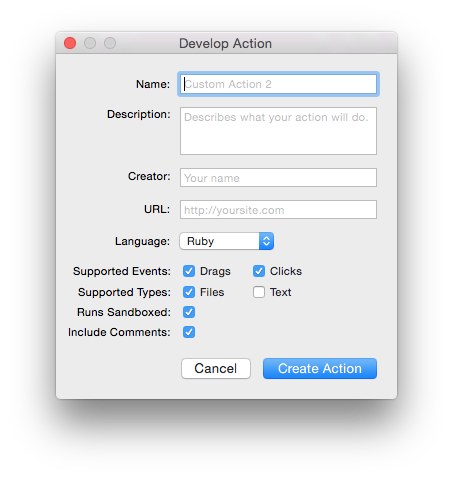 Develop Action
Name: Custom Action 2
Description: Describes what your action will do.
Creator: Your name
URL: http://yoursite.com
Language: Ruby
Supported Events: Drags Clicks
Supported Types: Files Text
Runs Sandboxed:
Include Comments:
Cancel Create Action